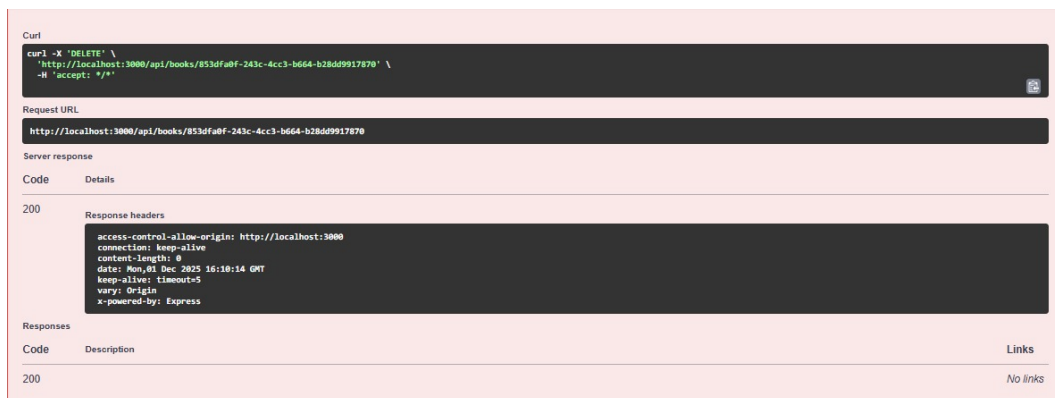 Curl
curl -X 'DELETE' \
'http://localhost:3000/api/books/853dfa0f-243c-4cc3-b664-b28dd9917870' \
-H 'accept: */*'
Request URL
http://localhost:3000/api/books/853dfa0f-243c-4cc3-b664-b28dd9917870
Server response
Code Details
200
Response headers
access-control-allow-origin: http://localhost:3000
connection: keep-alive
content-length: 0
date: Mon,01 Dec 2025 16:10:14 GMT
keep-alive: timeout=5
vary: Origin
x-powered-by: Express
Responses
Code Description Links
200 No links